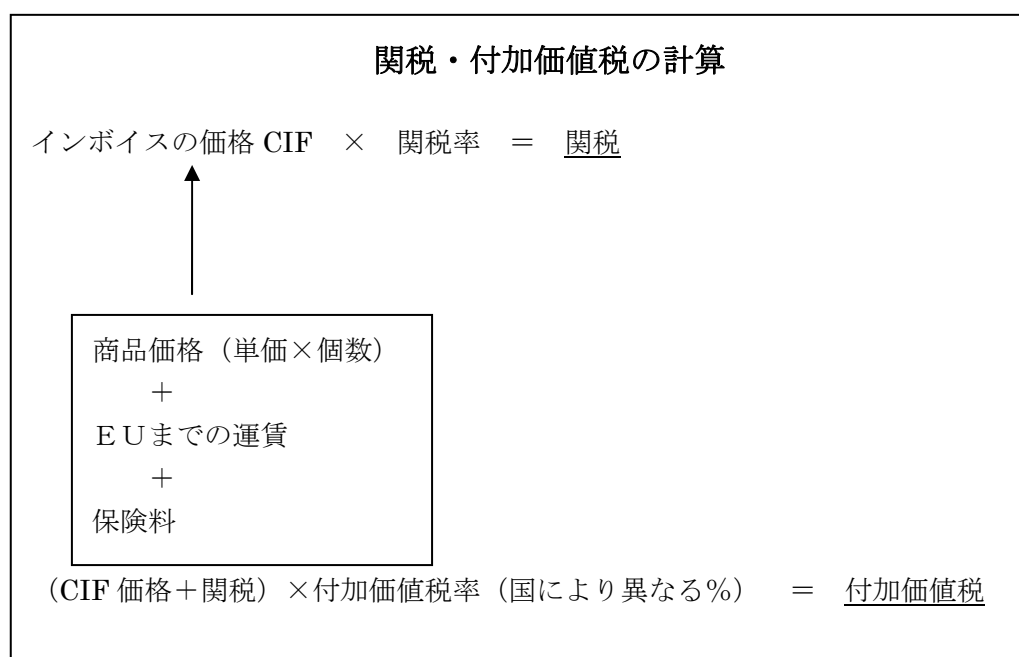 関税・付加価値税の計算
インボイスの価格 CIF × 関税率 = 関税
商品価格（単価×個数）
＋
ＥＵまでの運賃
＋
保険料
（CIF 価格＋関税）×付加価値税率（国により異なる％） = 付加価値税